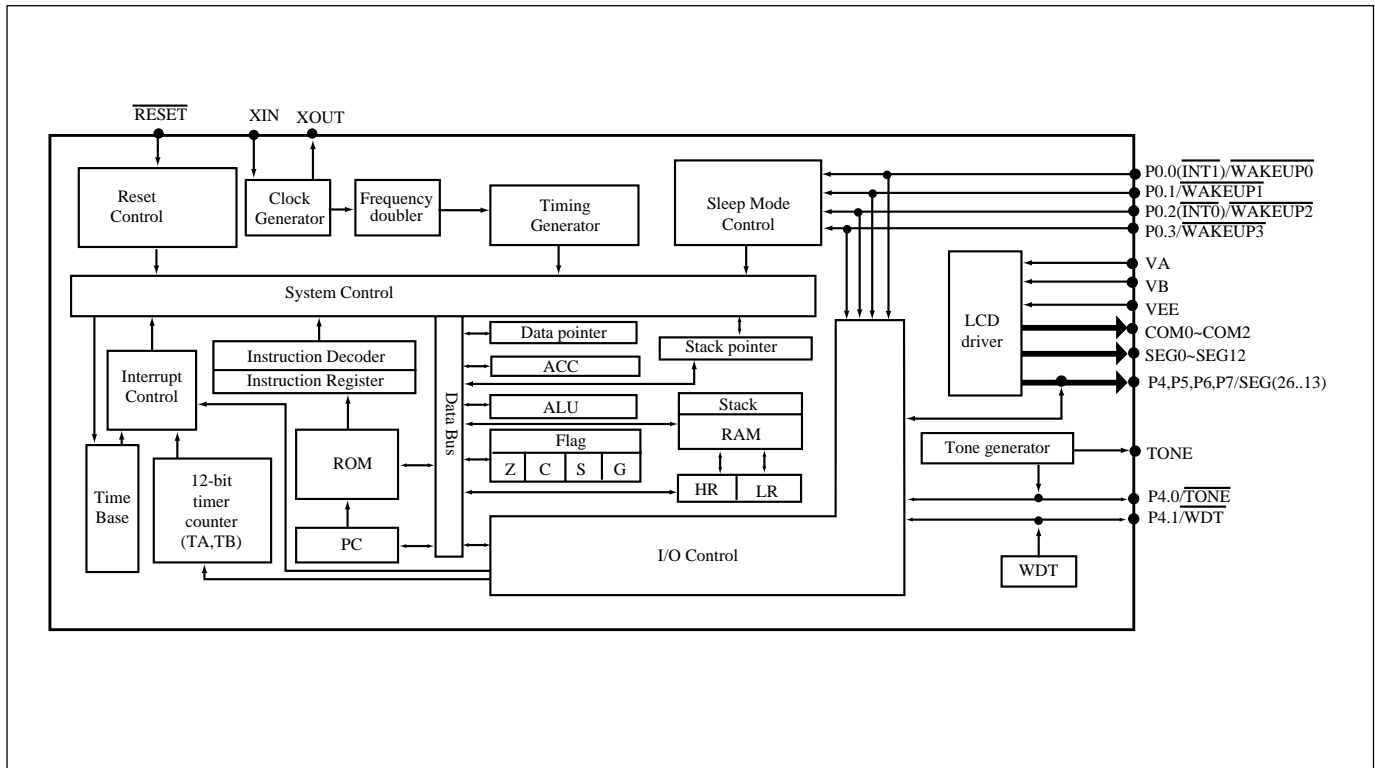 RESET
XIN
XOUT
Reset
Control
Clock
Generator
Frequency
doubler
Timing
Generator
Sleep Mode
Control
P0.0(INT1)/WAKEUP0
P0.1/WAKEUP1
P0.2(INT0)/WAKEUP2
P0.3/WAKEUP3
System Control
LCD
driver
VA
VB
VEE
COM0~COM2
SEG0~SEG12
P4,P5,P6,P7/SEG(26..13)
Interrupt
Control
Instruction Decoder
Instruction Register
Data Bus
Data pointer
ACC
ALU
Flag
Z C S G
Stack pointer
Stack
RAM
HR LR
Time
Base
12-bit
timer
counter
(TA,TB)
ROM
PC
I/O Control
Tone generator
TONE
P4.0/TONE
P4.1/WDT
WDT